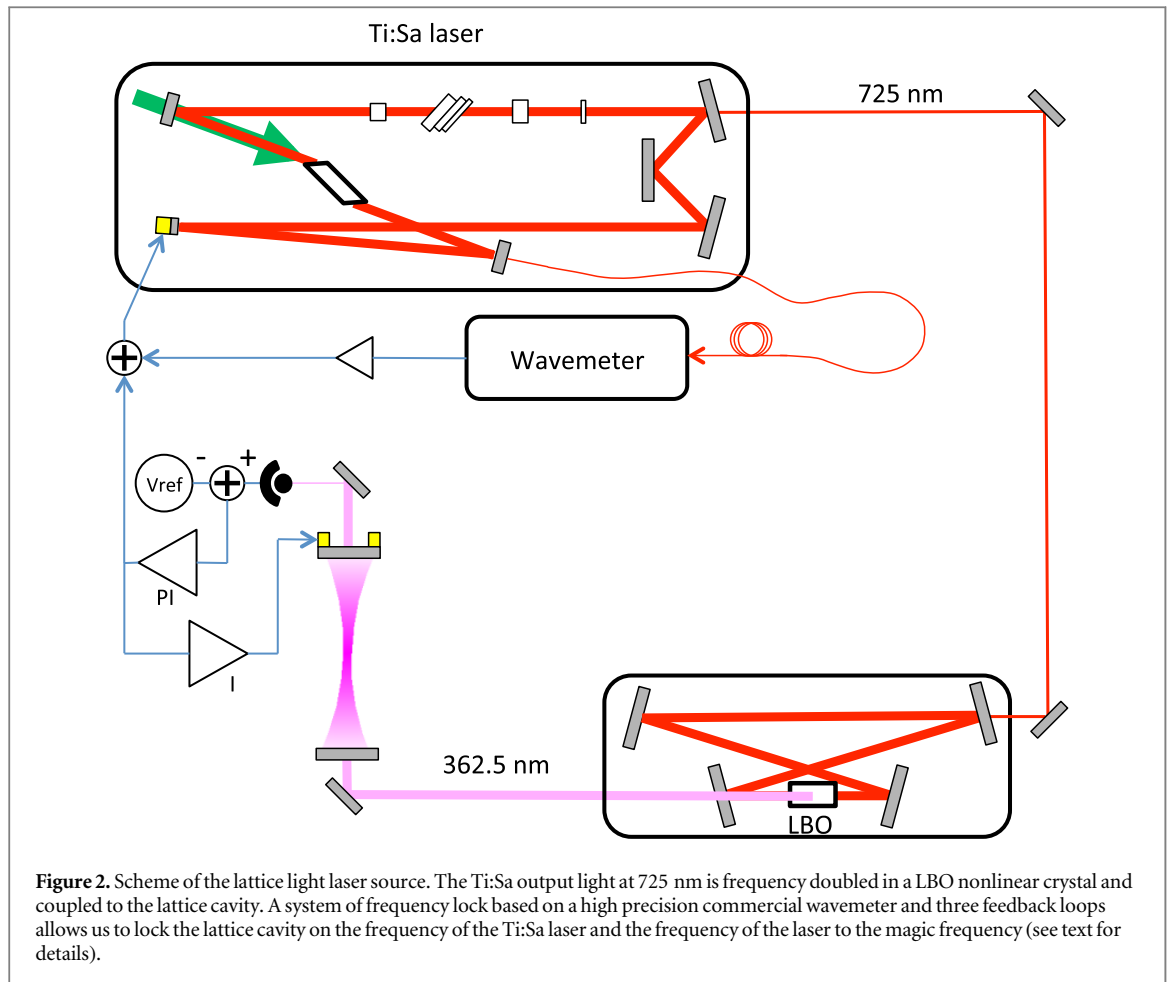 Ti:Sa laser
725 nm
Wavemeter
- +
Vref
PI
I
362.5 nm
LBO
Figure 2. Scheme of the lattice light laser source. The Ti:Sa output light at 725 nm is frequency doubled in a LBO nonlinear crystal and
coupled to the lattice cavity. A system of frequency lock based on a high precision commercial wavemeter and three feedback loops
allows us to lock the lattice cavity on the frequency of the Ti:Sa laser and the frequency of the laser to the magic frequency (see text for
details).